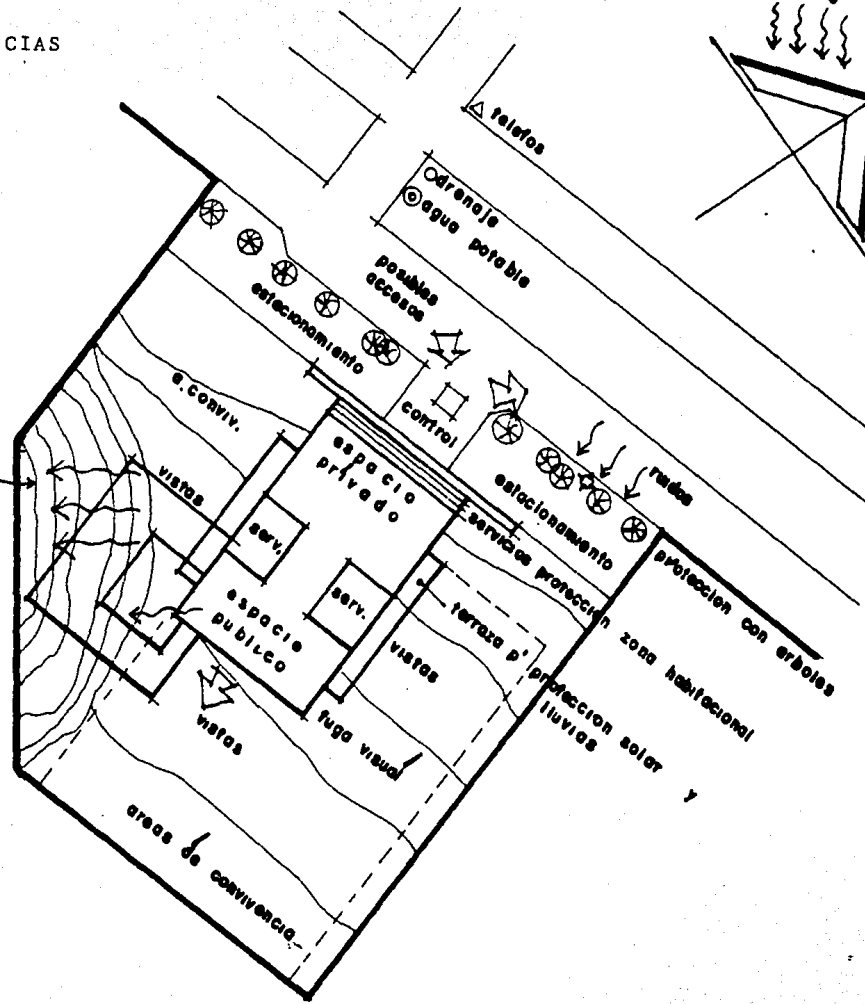 CIAS
telefos
drenaje
agua potable
posibles
accesos
estacionamiento
control
a. conviv.
espacio
privado
ruidos
estacionamiento
vistas
serv.
servicios proteccion zona habitacional
proteccion con arboles
serv.
espacio
publico
terraza p' proteccion solar y
lluvias
vistas
vistas
fuga visual
areas de convivencia